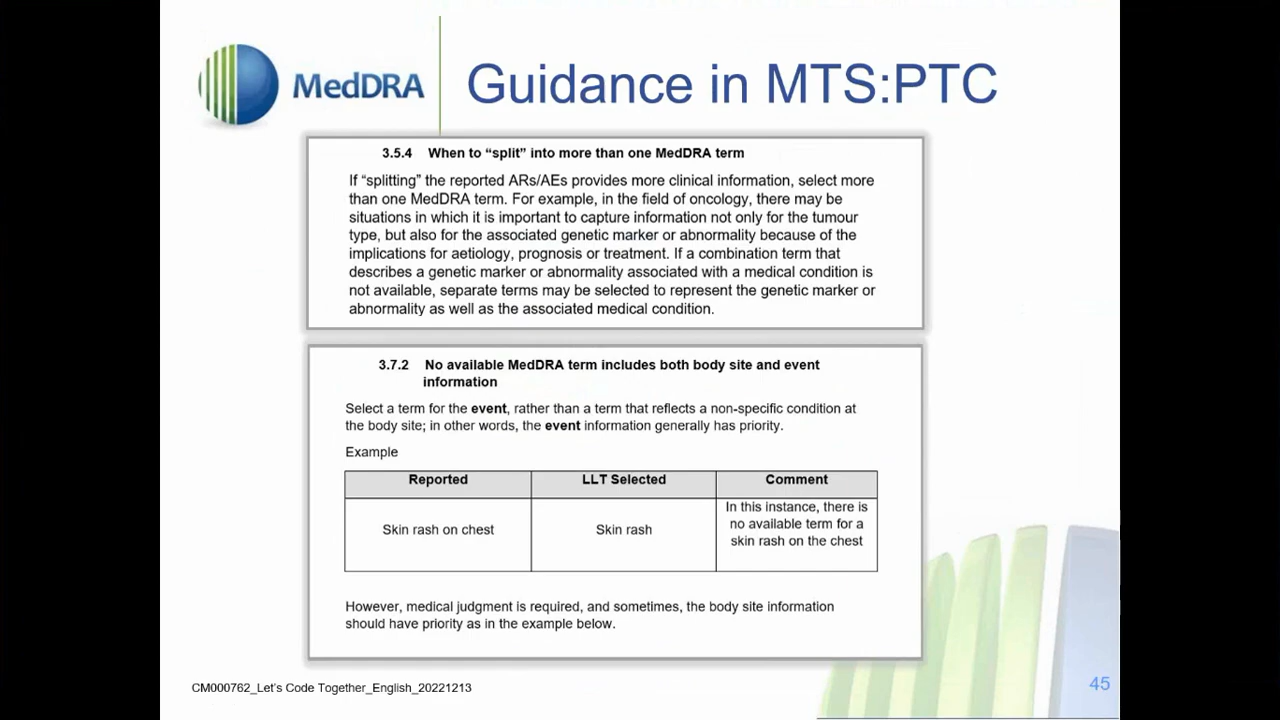 MedDRA
Guidance in MTS:PTC
3.5.4 When to “split” into more than one MedDRA term
If “splitting” the reported ARs/AEs provides more clinical information, select more
than one MedDRA term. For example, in the field of oncology, there may be
situations in which it is important to capture information not only for the tumour
type, but also for the associated genetic marker or abnormality because of the
implications for aetiology, prognosis or treatment. If a combination term that
describes a genetic marker or abnormality associated with a medical condition is
not available, separate terms may be selected to represent the genetic marker or
abnormality as well as the associated medical condition.
3.7.2 No available MedDRA term includes both body site and event
information
Select a term for the event, rather than a term that reflects a non-specific condition at
the body site; in other words, the event information generally has priority.
Example
Reported
LLT Selected
Comment
Skin rash on chest
Skin rash
In this instance, there is
no available term for a
skin rash on the chest
However, medical judgment is required, and sometimes, the body site information
should have priority as in the example below.
CM000762_Let’s Code Together_English_20221213
45